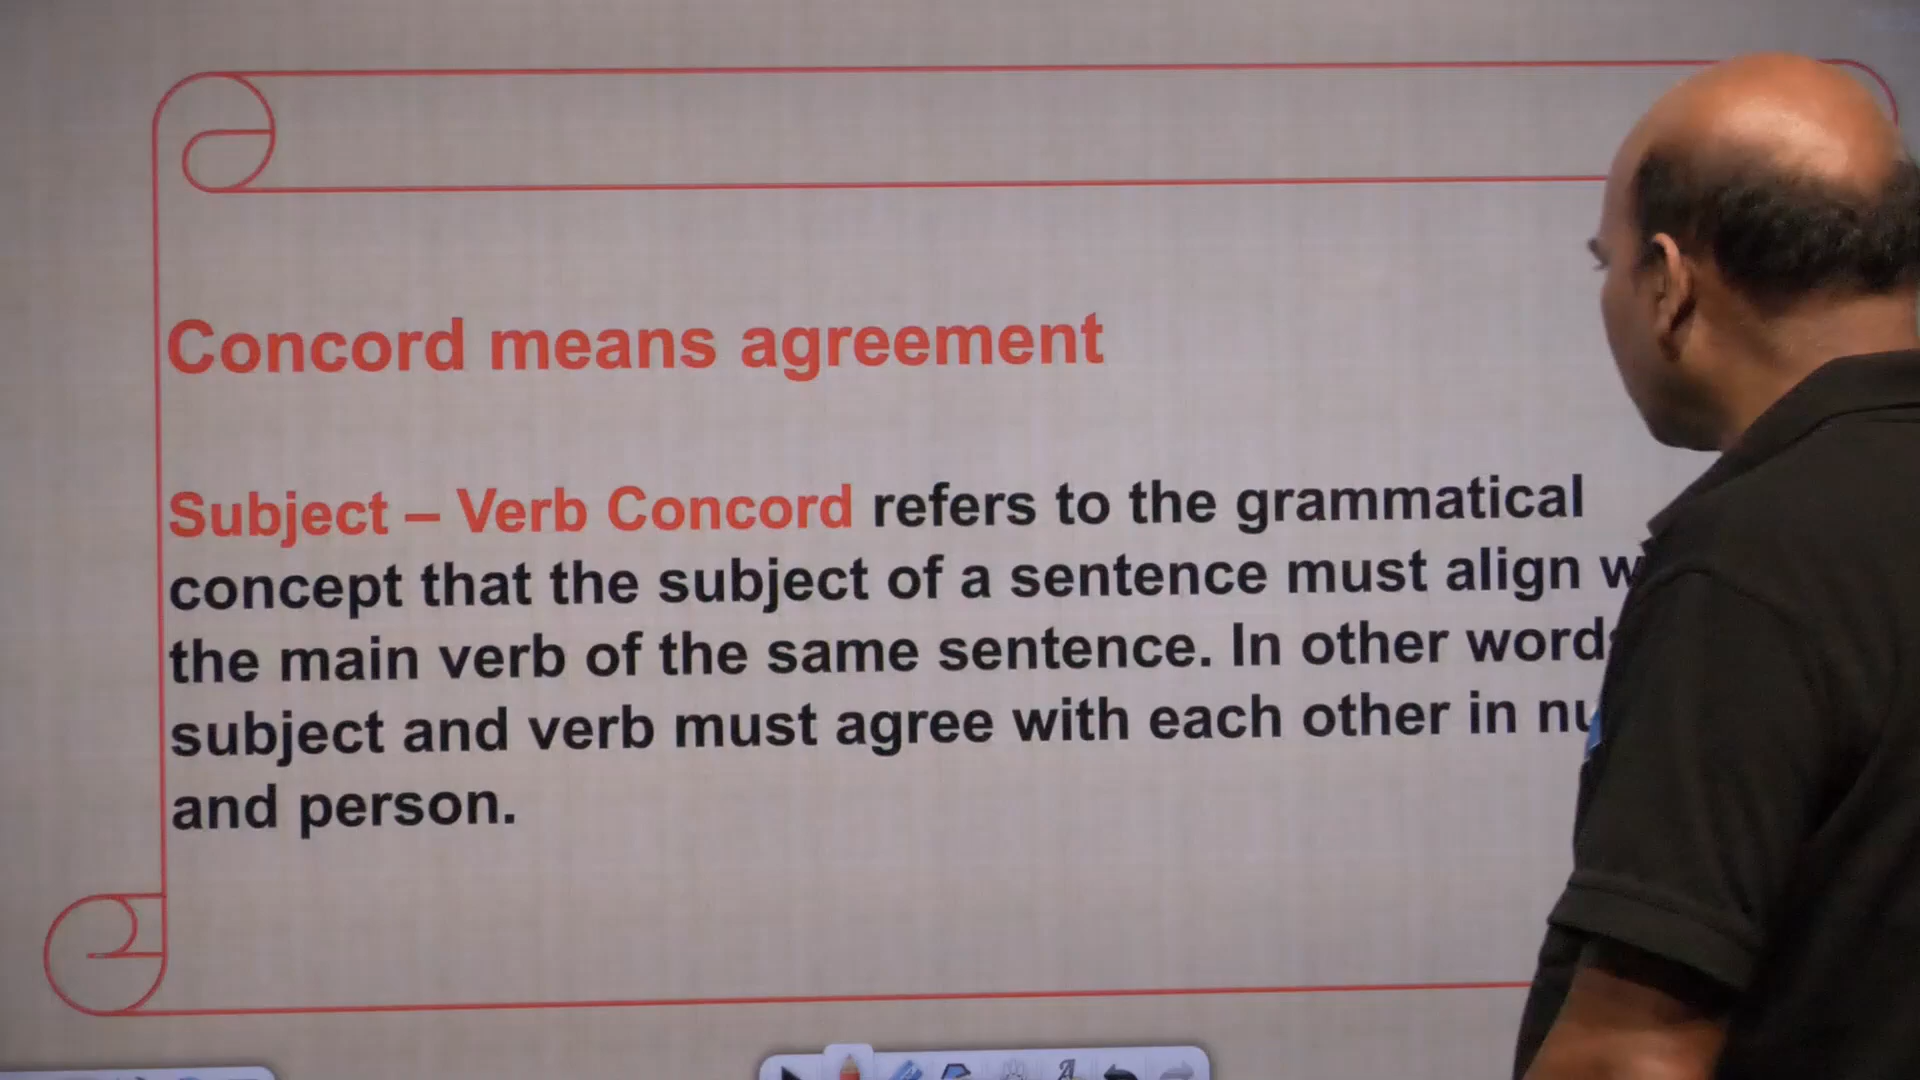 Concord means agreement
Subject – Verb Concord refers to the grammatical
concept that the subject of a sentence must align
the main verb of the same sentence. In other
subject and verb must agree with each other in
and person.